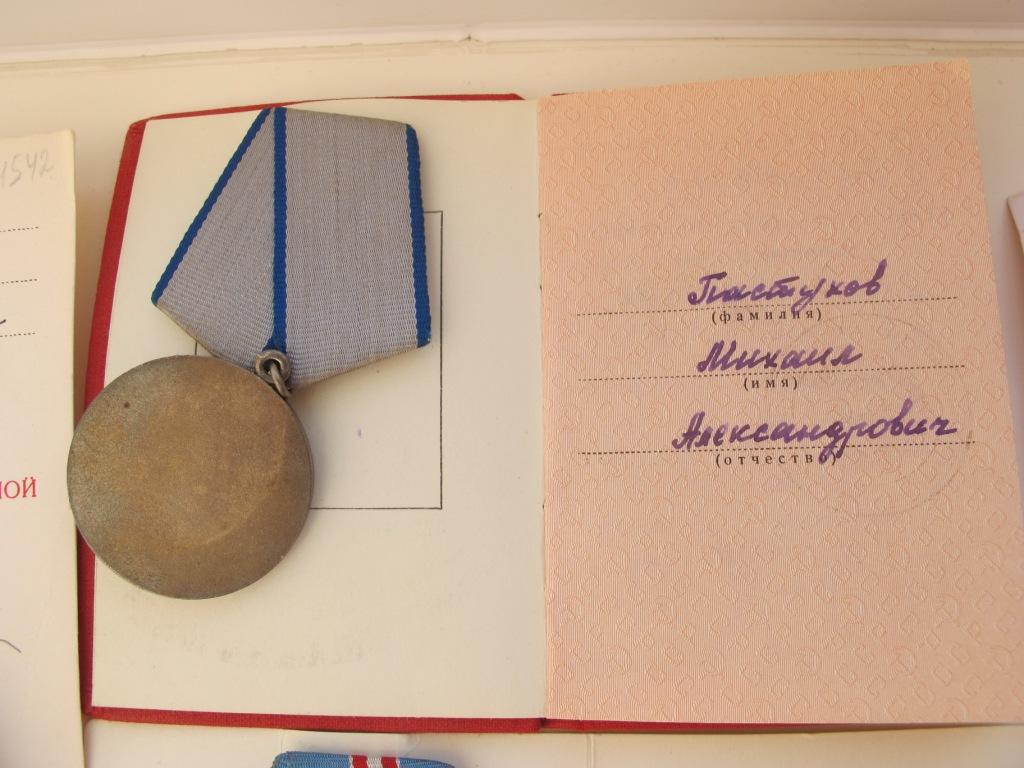 1542
НОЙ
Пастухов
(фамилия)
Михаил
(имя)
Александрович
(отчество)